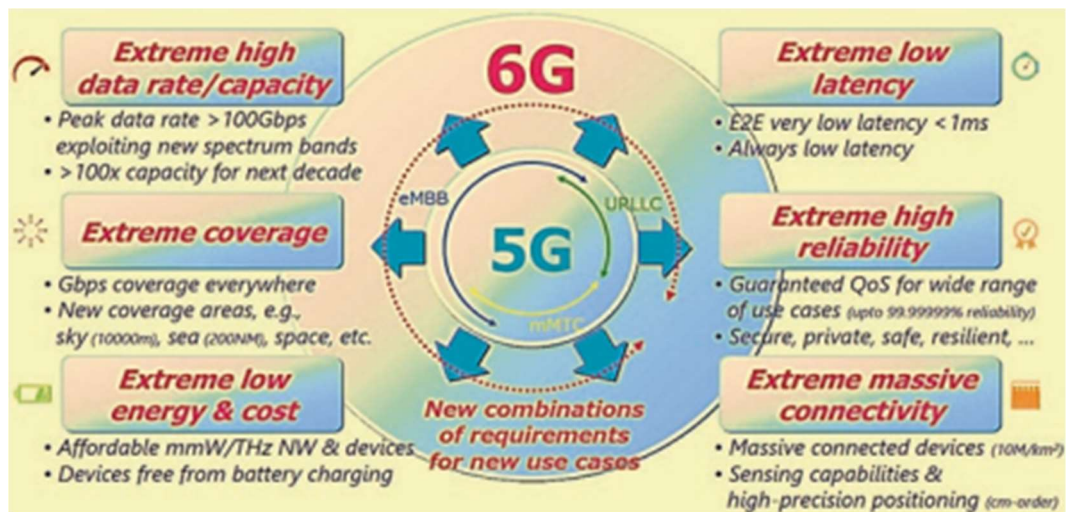 Extreme high
data rate/capacity
• Peak data rate >100Gbps
exploiting new spectrum bands
• >100x capacity for next decade
Extreme coverage
• Gbps coverage everywhere
• New coverage areas, e.g.,
sky (10000m), sea (200NM), space, etc.
Extreme low
energy & cost
• Affordable mmW/THz NW & devices
• Devices free from battery charging
6G
eMBB
UPLLC
5G
mMTC
New combinations
of requirements
for new use cases
Extreme low
latency
• E2E very low latency <1ms
• Always low latency
Extreme high
reliability
• Guaranteed QoS for wide range
of use cases (upto 99.99999% reliability)
• Secure, private, safe, resilient, ...
Extreme massive
connectivity
• Massive connected devices (10M/km²)
• Sensing capabilities &
high-precision positioning (cm-order)